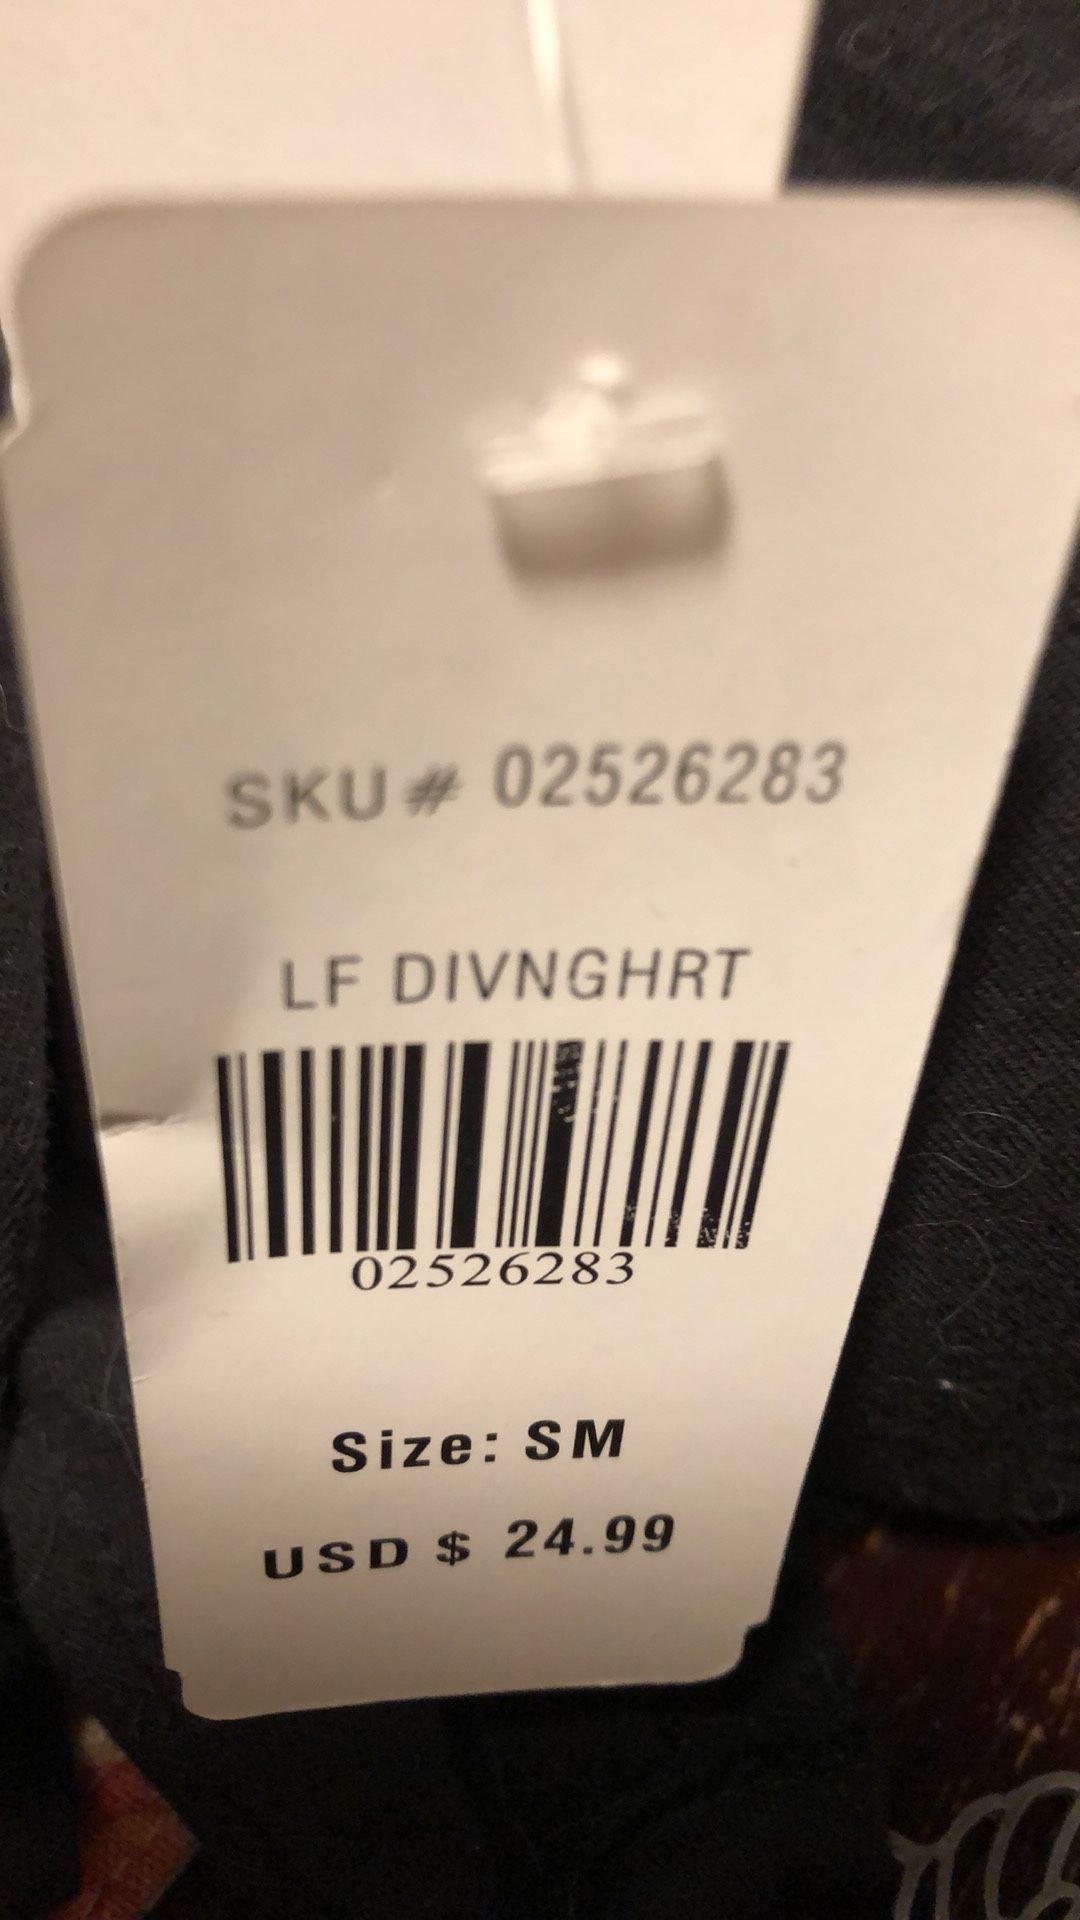 SKU# 02526283
LF DIVNGHRT
02526283
Size: SM
USD $ 24.99